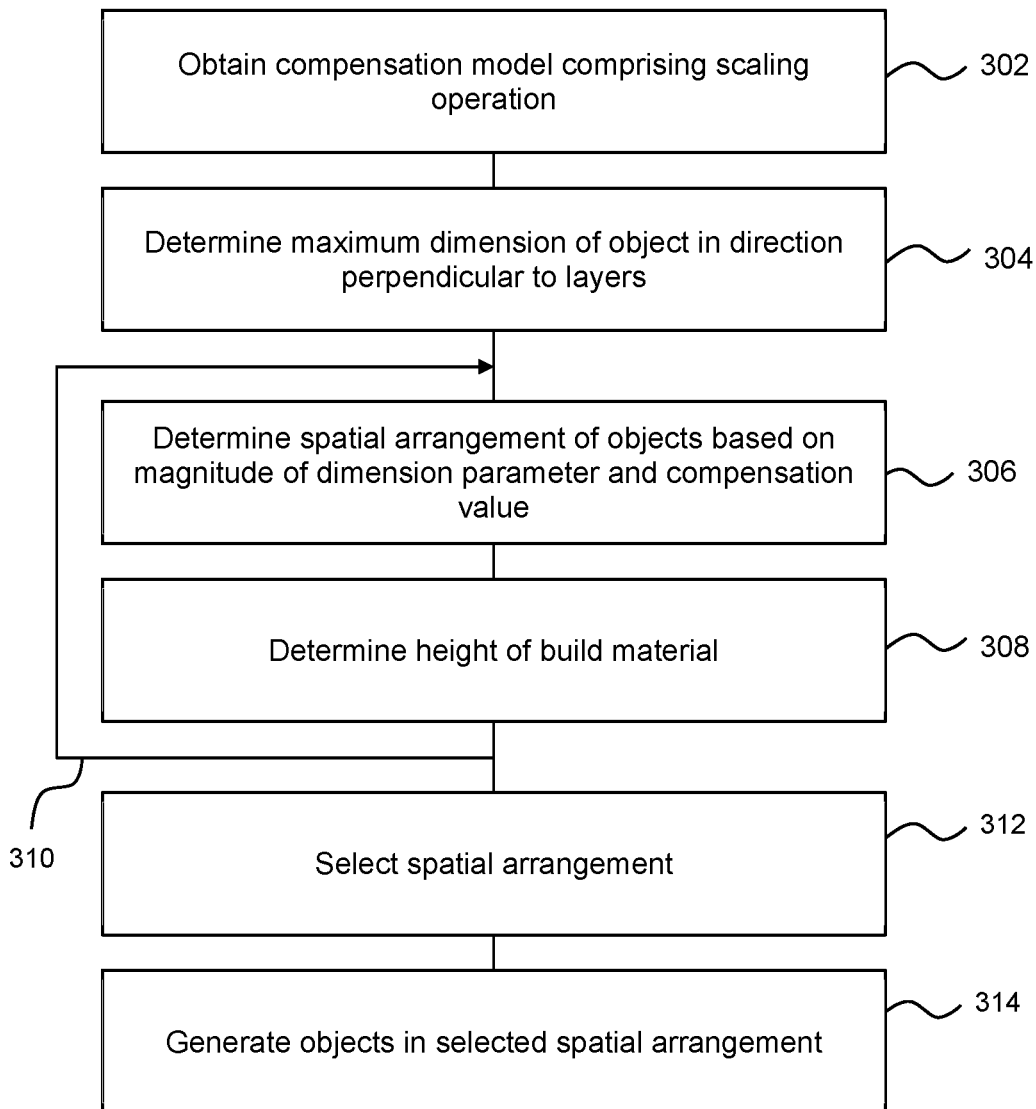 Obtain compensation model comprising scaling
operation
302
Determine maximum dimension of object in direction
perpendicular to layers
304
Determine spatial arrangement of objects based on
magnitude of dimension parameter and compensation
value
306
Determine height of build material
308
310
Select spatial arrangement
312
Generate objects in selected spatial arrangement
314